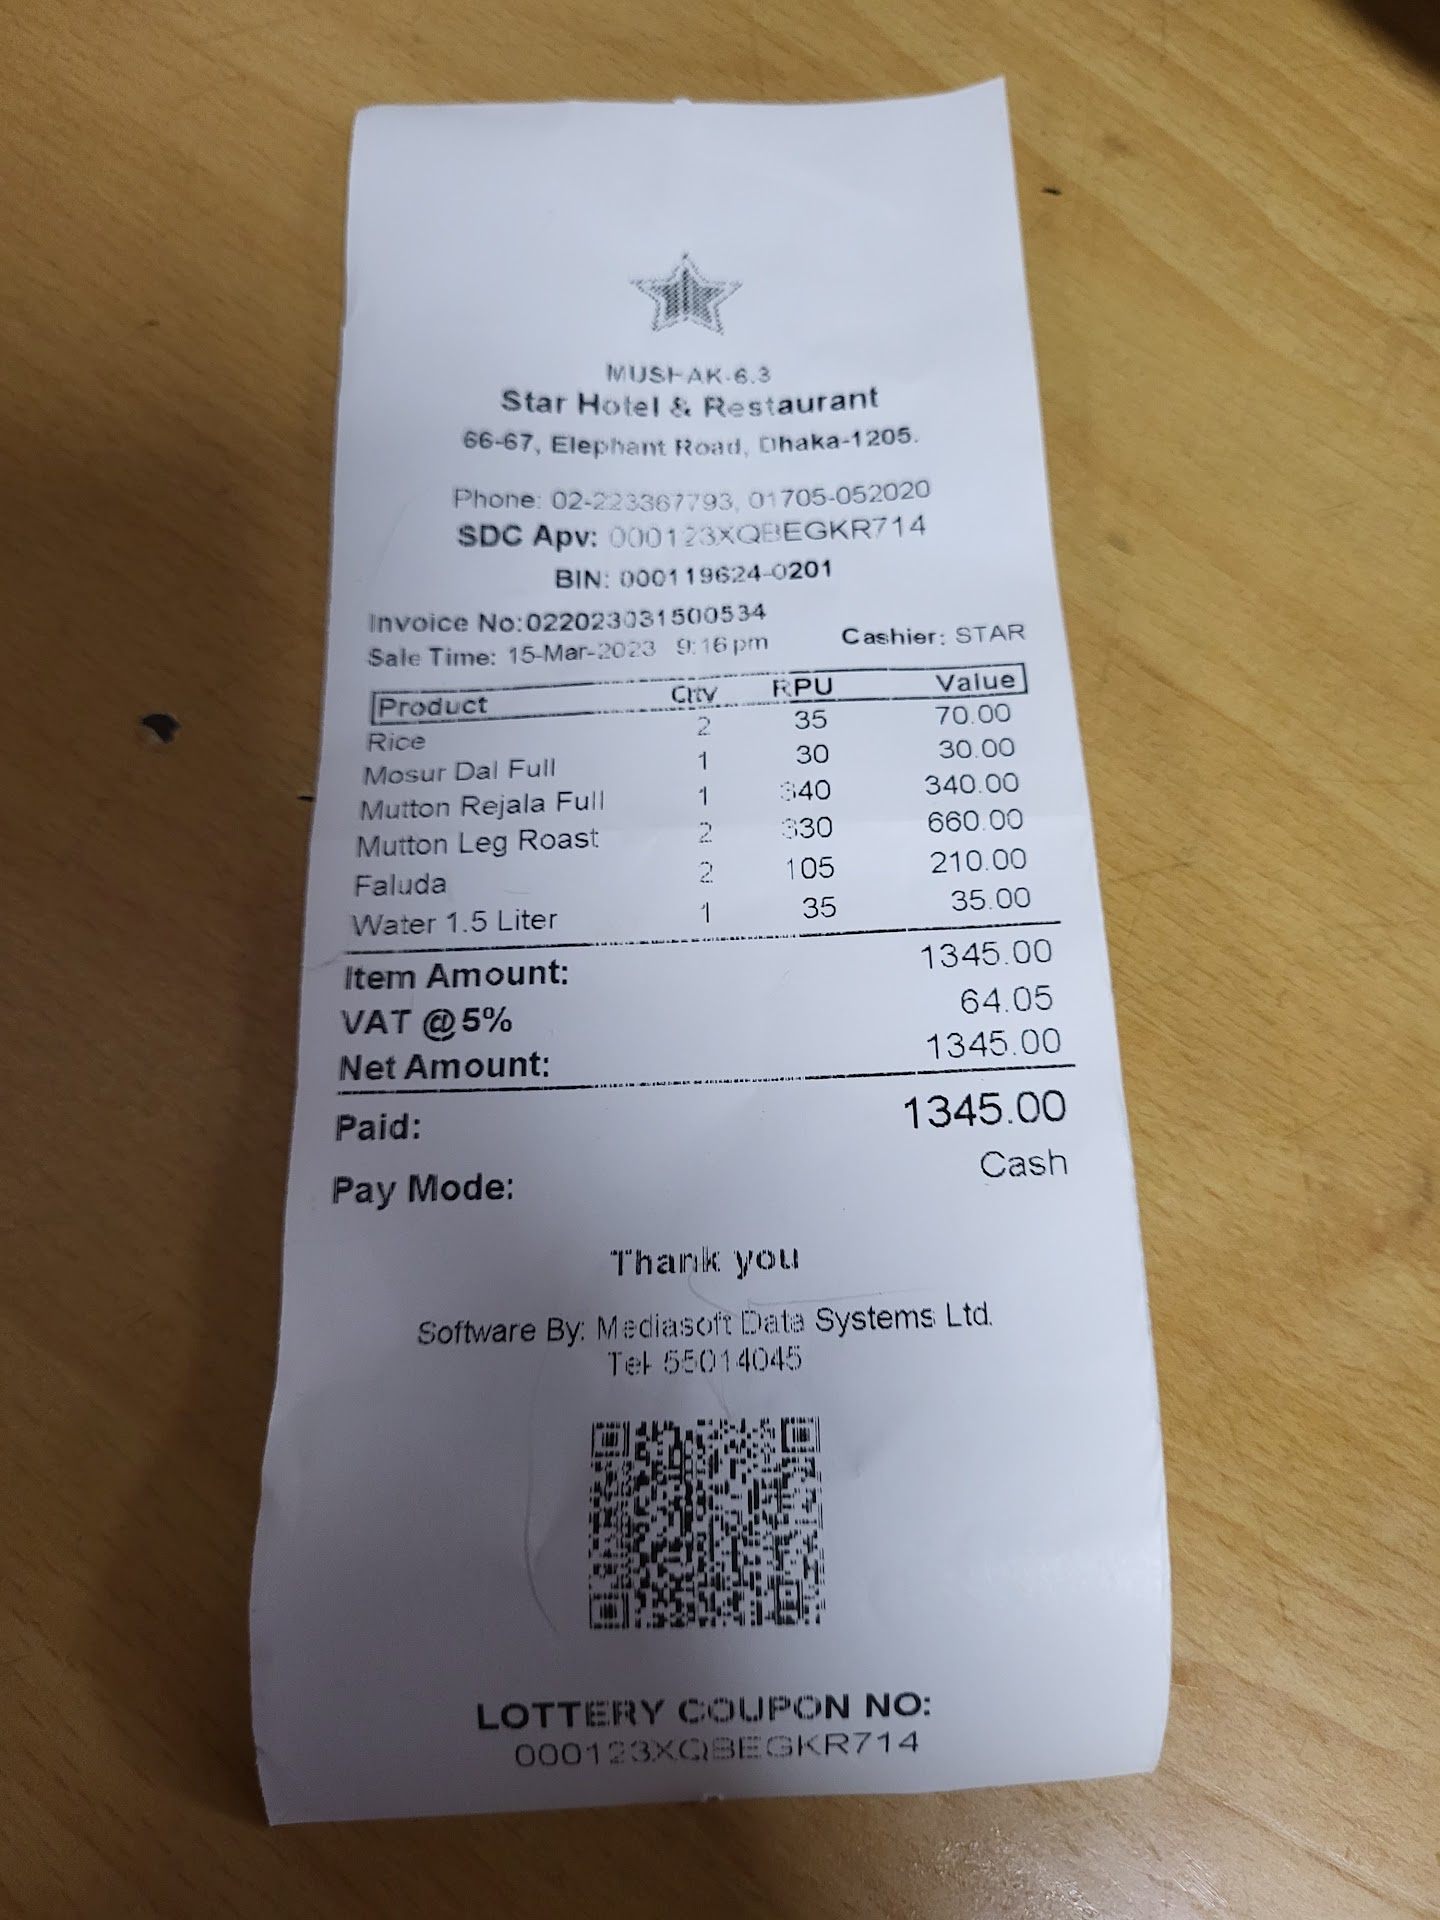 MUSHAK-6.3
Star Hotel & Restaurant
66-67, Elephant Road, Dhaka-1205.
Phone: 02-223367793, 01705-052020
SDC Apv: 000123XQBEGKR714
BIN: 000119624-0201
Invoice No:022023031500534
Sale Time: 15-Mar-2023 9:16 pm Cashier: STAR
Product Qty RPU Value
Rice 2 35 70.00
Mosur Dal Full 1 30 30.00
Mutton Rejala Full 1 340 340.00
Mutton Leg Roast 2 330 660.00
Faluda 2 105 210.00
Water 1.5 Liter 1 35 35.00
Item Amount: 1345.00
VAT @5% 64.05
Net Amount: 1345.00
Paid: 1345.00
Pay Mode: Cash
Thank you
Software By: Mediasoft Data Systems Ltd.
Tel- 55014045
LOTTERY COUPON NO:
000123XQBEGKR714